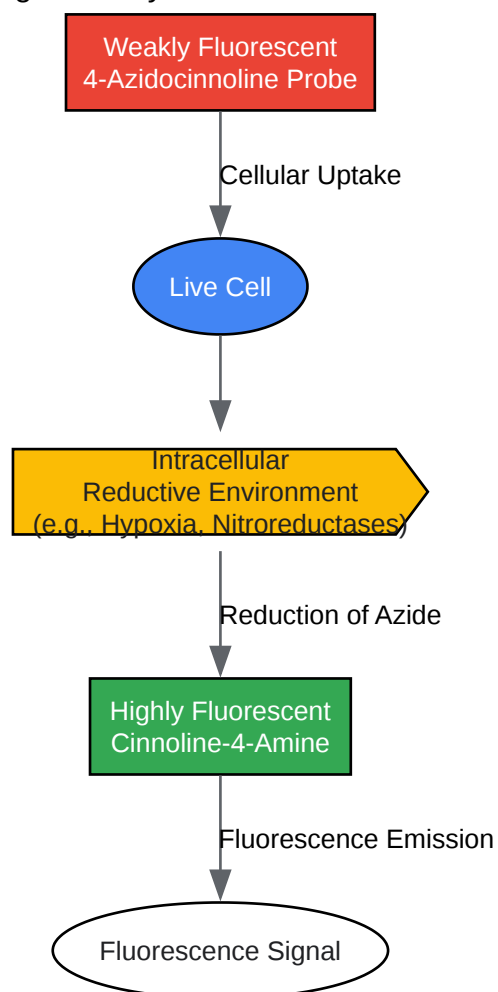 Weakly Fluorescent
4-Azidocinnoline Probe
Cellular Uptake
Live Cell
Intracellular
Reductive Environment
(e.g., Hypoxia, Nitroreductases)
Reduction of Azide
Highly Fluorescent
Cinnoline-4-Amine
Fluorescence Emission
Fluorescence Signal